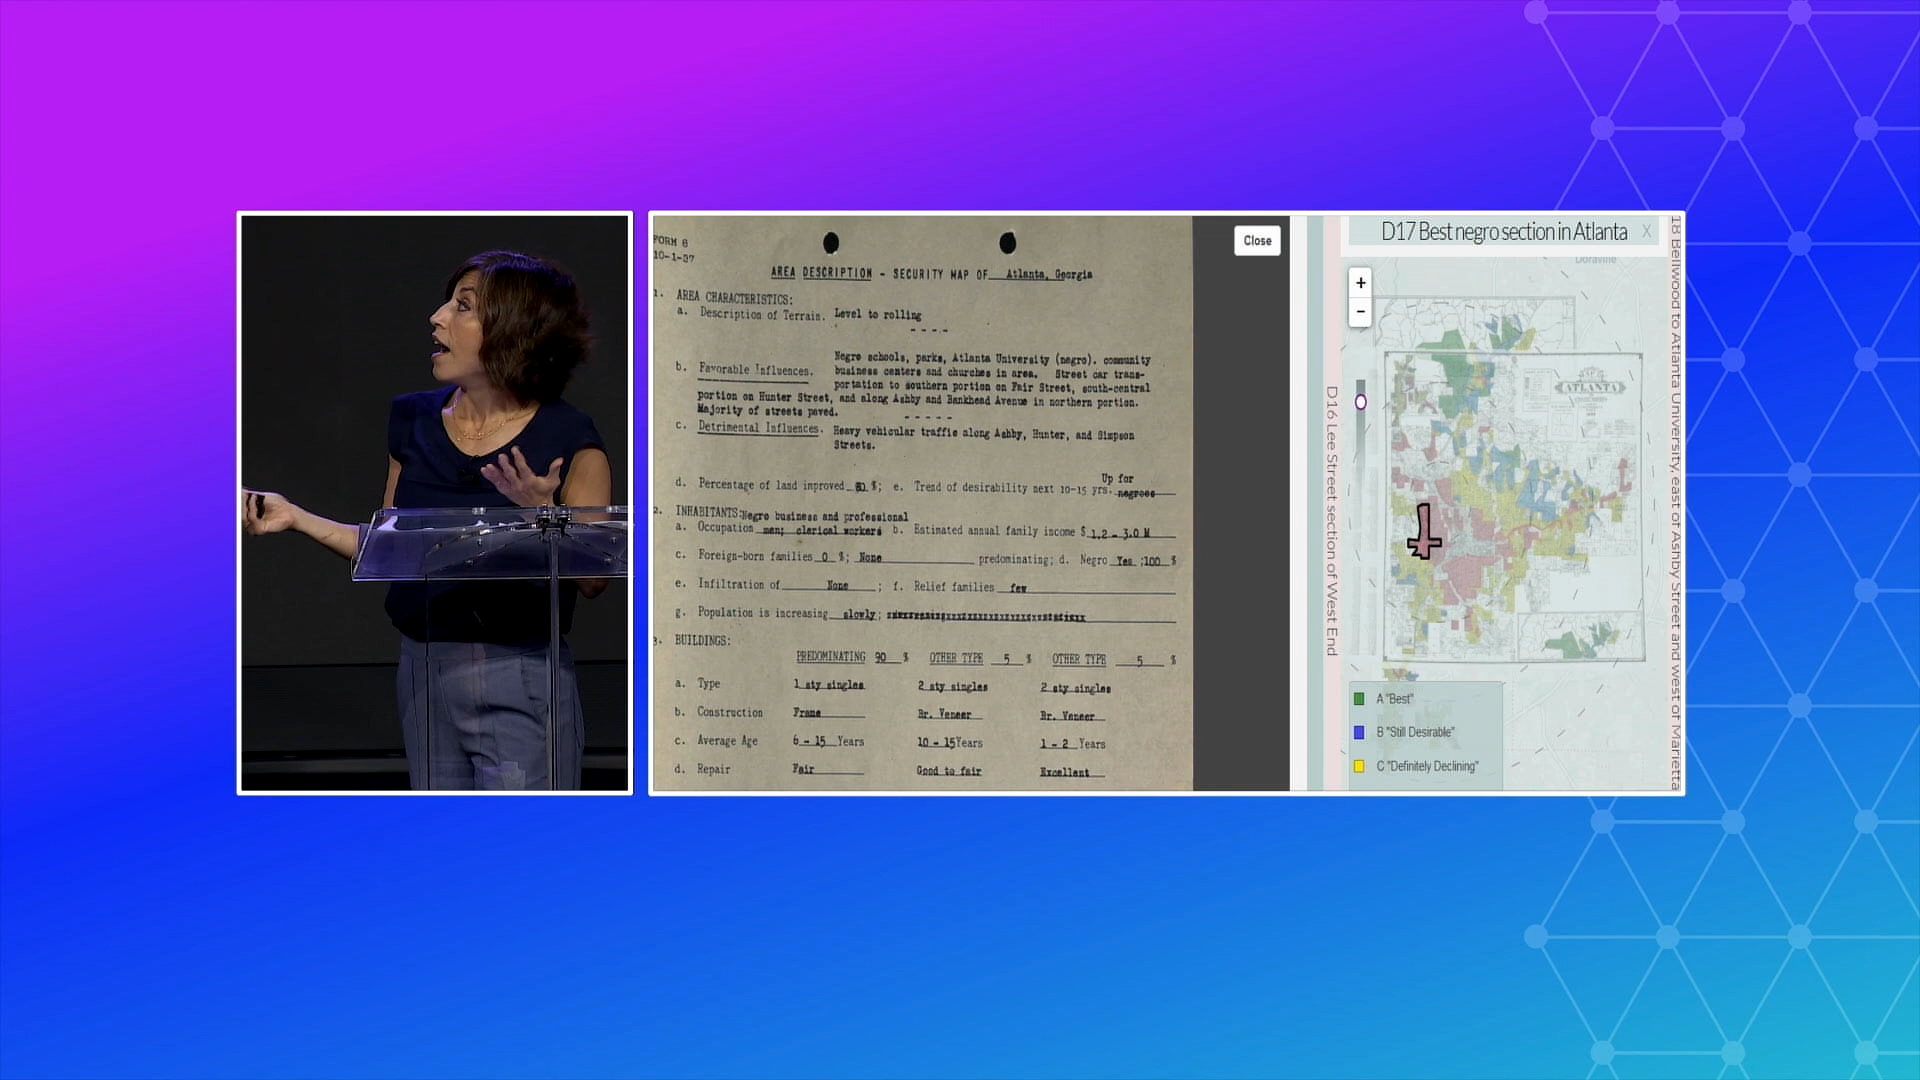 FORM 8
10-1-37
AREA DESCRIPTION - SECURITY MAP OF Atlanta, Georgia
1. AREA CHARACTERISTICS:
a. Description of Terrain. Level to rolling
b. Favorable Influences. Negro schools, parks, Atlanta University (negro). community
business centers and churches in area. Street car trans-
portation to southern portion on Fair Street, south-central
portion on Hunter Street, and along Ashby and Bankhead Avenue in northern portion.
Majority of streets paved.
c. Detrimental Influences. Heavy vehicular traffic along Ashby, Hunter, and Simpson
Streets.
d. Percentage of land improved %; e. Trend of desirability next 10-15 yrs. Up for
negroes
2. INHABITANTS: Negro business and professional
a. Occupation men; clerical workers b. Estimated annual family income $ 1.2 - 3.0 M
c. Foreign-born families 0 %; None predominating; d. Negro Yes ;100 %
e. Infiltration of None ; f. Relief families few
g. Population is increasing slowly;
3. BUILDINGS:
PREDOMINATING 90 % OTHER TYPE 5 % OTHER TYPE 5 %
a. Type 1 sty singles 2 sty singles 2 sty singles
b. Construction Frame Br. Veneer Br. Veneer
c. Average Age 6 - 15 Years 10 - 15 Years 1 - 2 Years
d. Repair Fair Good to fair Excellent
Close
D16 Lee Street section of West End
D17 Best negro section in Atlanta X
Doraville
+
-
ATLANTA
A "Best"
B "Still Desirable"
C "Definitely Declining"
18 Bellwood to Atlanta University, east of Ashby Street and west of Marietta